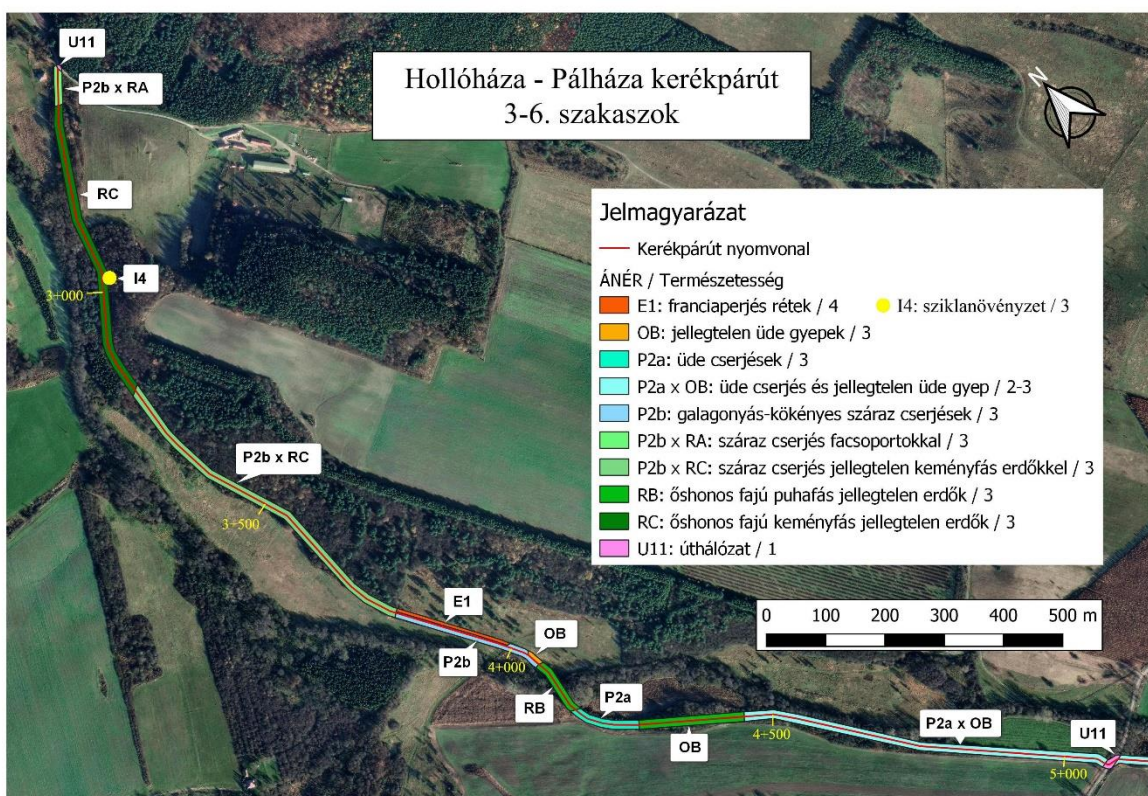 Hollóháza - Pálháza kerékpárút
3-6. szakaszok
N
U11
P2b x RA
RC
I4
3+000
P2b x RC
3+500
E1
P2b
4+000
OB
RB
P2a
OB
4+500
P2a x OB
U11
5+000
Jelmagyarázat
Kerékpárút nyomvonal
ÁNÉR / Természetesség
E1: franciaperjés rétek / 4
I4: sziklanövényzet / 3
OB: jellegtelen üde gyepek / 3
P2a: üde cserjések / 3
P2a x OB: üde cserjés és jellegtelen üde gyep / 2-3
P2b: galagonyás-kökényes száraz cserjések / 3
P2b x RA: száraz cserjés facsoportokkal / 3
P2b x RC: száraz cserjés jellegtelen keményfás erdőkkel / 3
RB: őshonos fajú puhafás jellegtelen erdők / 3
RC: őshonos fajú keményfás jellegtelen erdők / 3
U11: úthálózat / 1
0 100 200 300 400 500 m